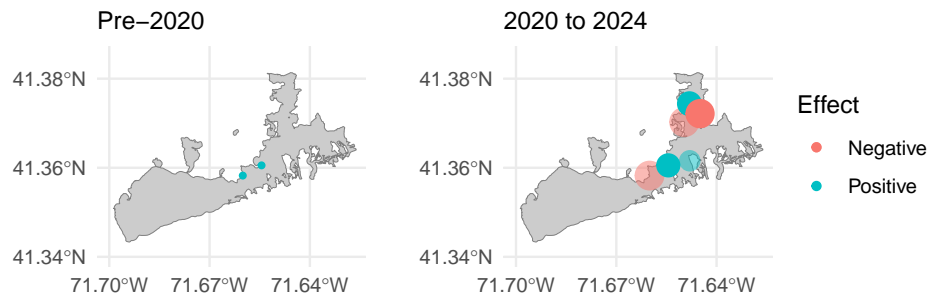 Pre−2020
2020 to 2024
41.38°N
41.36°N
41.34°N
71.70°W 71.67°W 71.64°W
41.38°N
41.36°N
41.34°N
71.70°W 71.67°W 71.64°W
Effect
Negative
Positive